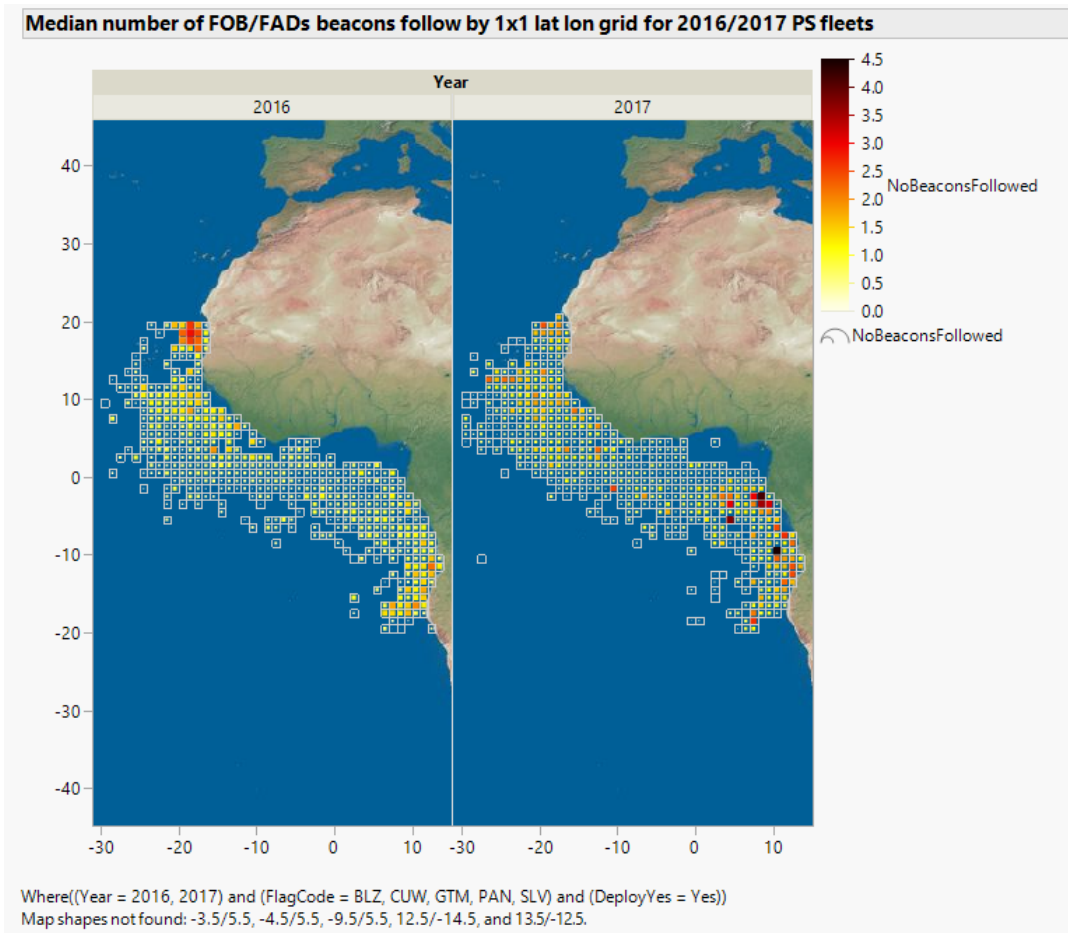 Median number of FOB/FADs beacons follow by 1x1 lat lon grid for 2016/2017 PS fleets
Year
2016 2017
4.5
4.0
3.5
3.0
2.5
2.0
1.5
1.0
0.5
0.0
NoBeaconsFollowed
NoBeaconsFollowed
40
30
20
10
0
-10
-20
-30
-40
-30 -20 -10 0 10 -30 -20 -10 0 10
Where((Year = 2016, 2017) and (FlagCode = BLZ, CUW, GTM, PAN, SLV) and (DeployYes = Yes))
Map shapes not found: -3.5/5.5, -4.5/5.5, -9.5/5.5, 12.5/-14.5, and 13.5/-12.5.